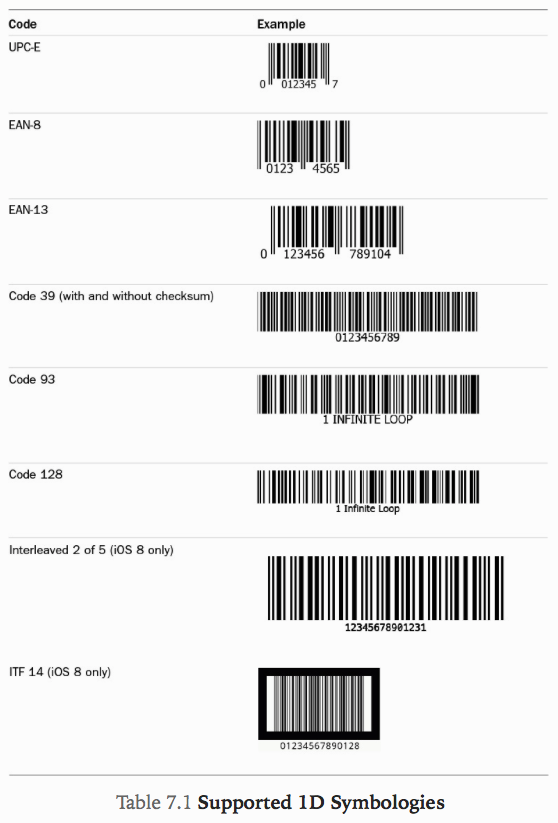 Code Example
UPC-E
0 012345 7
EAN-8
0123 4565
EAN-13
0 123456 789104
Code 39 (with and without checksum)
0123456789
Code 93
1 INFINITE LOOP
Code 128
1 Infinite Loop
Interleaved 2 of 5 (iOS 8 only)
12345678901231
ITF 14 (iOS 8 only)
01234567890128
Table 7.1 Supported 1D Symbologies